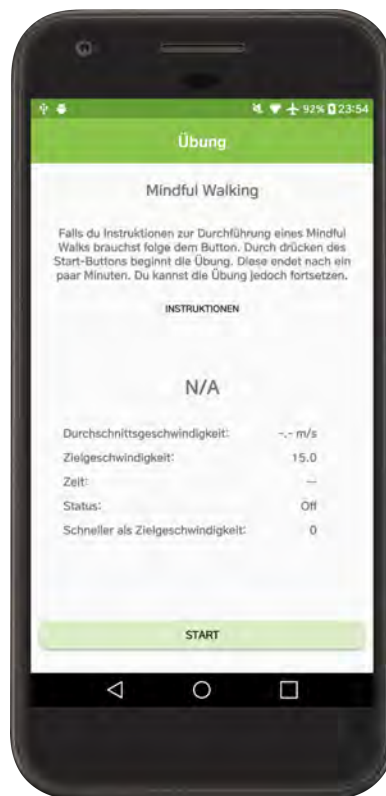 92% 23:54
Übung
Mindful Walking
Falls du Instruktionen zur Durchführung eines Mindful
Walks brauchst folge dem Button. Durch drücken des
Start-Buttons beginnt die Übung. Diese endet nach ein
paar Minuten. Du kannst die Übung jedoch fortsetzen.
INSTRUKTIONEN
N/A
Durchschnittsgeschwindigkeit: -.- m/s
Zielgeschwindigkeit: 15.0
Zeit: ---
Status: Off
Schneller als Zielgeschwindigkeit: 0
START